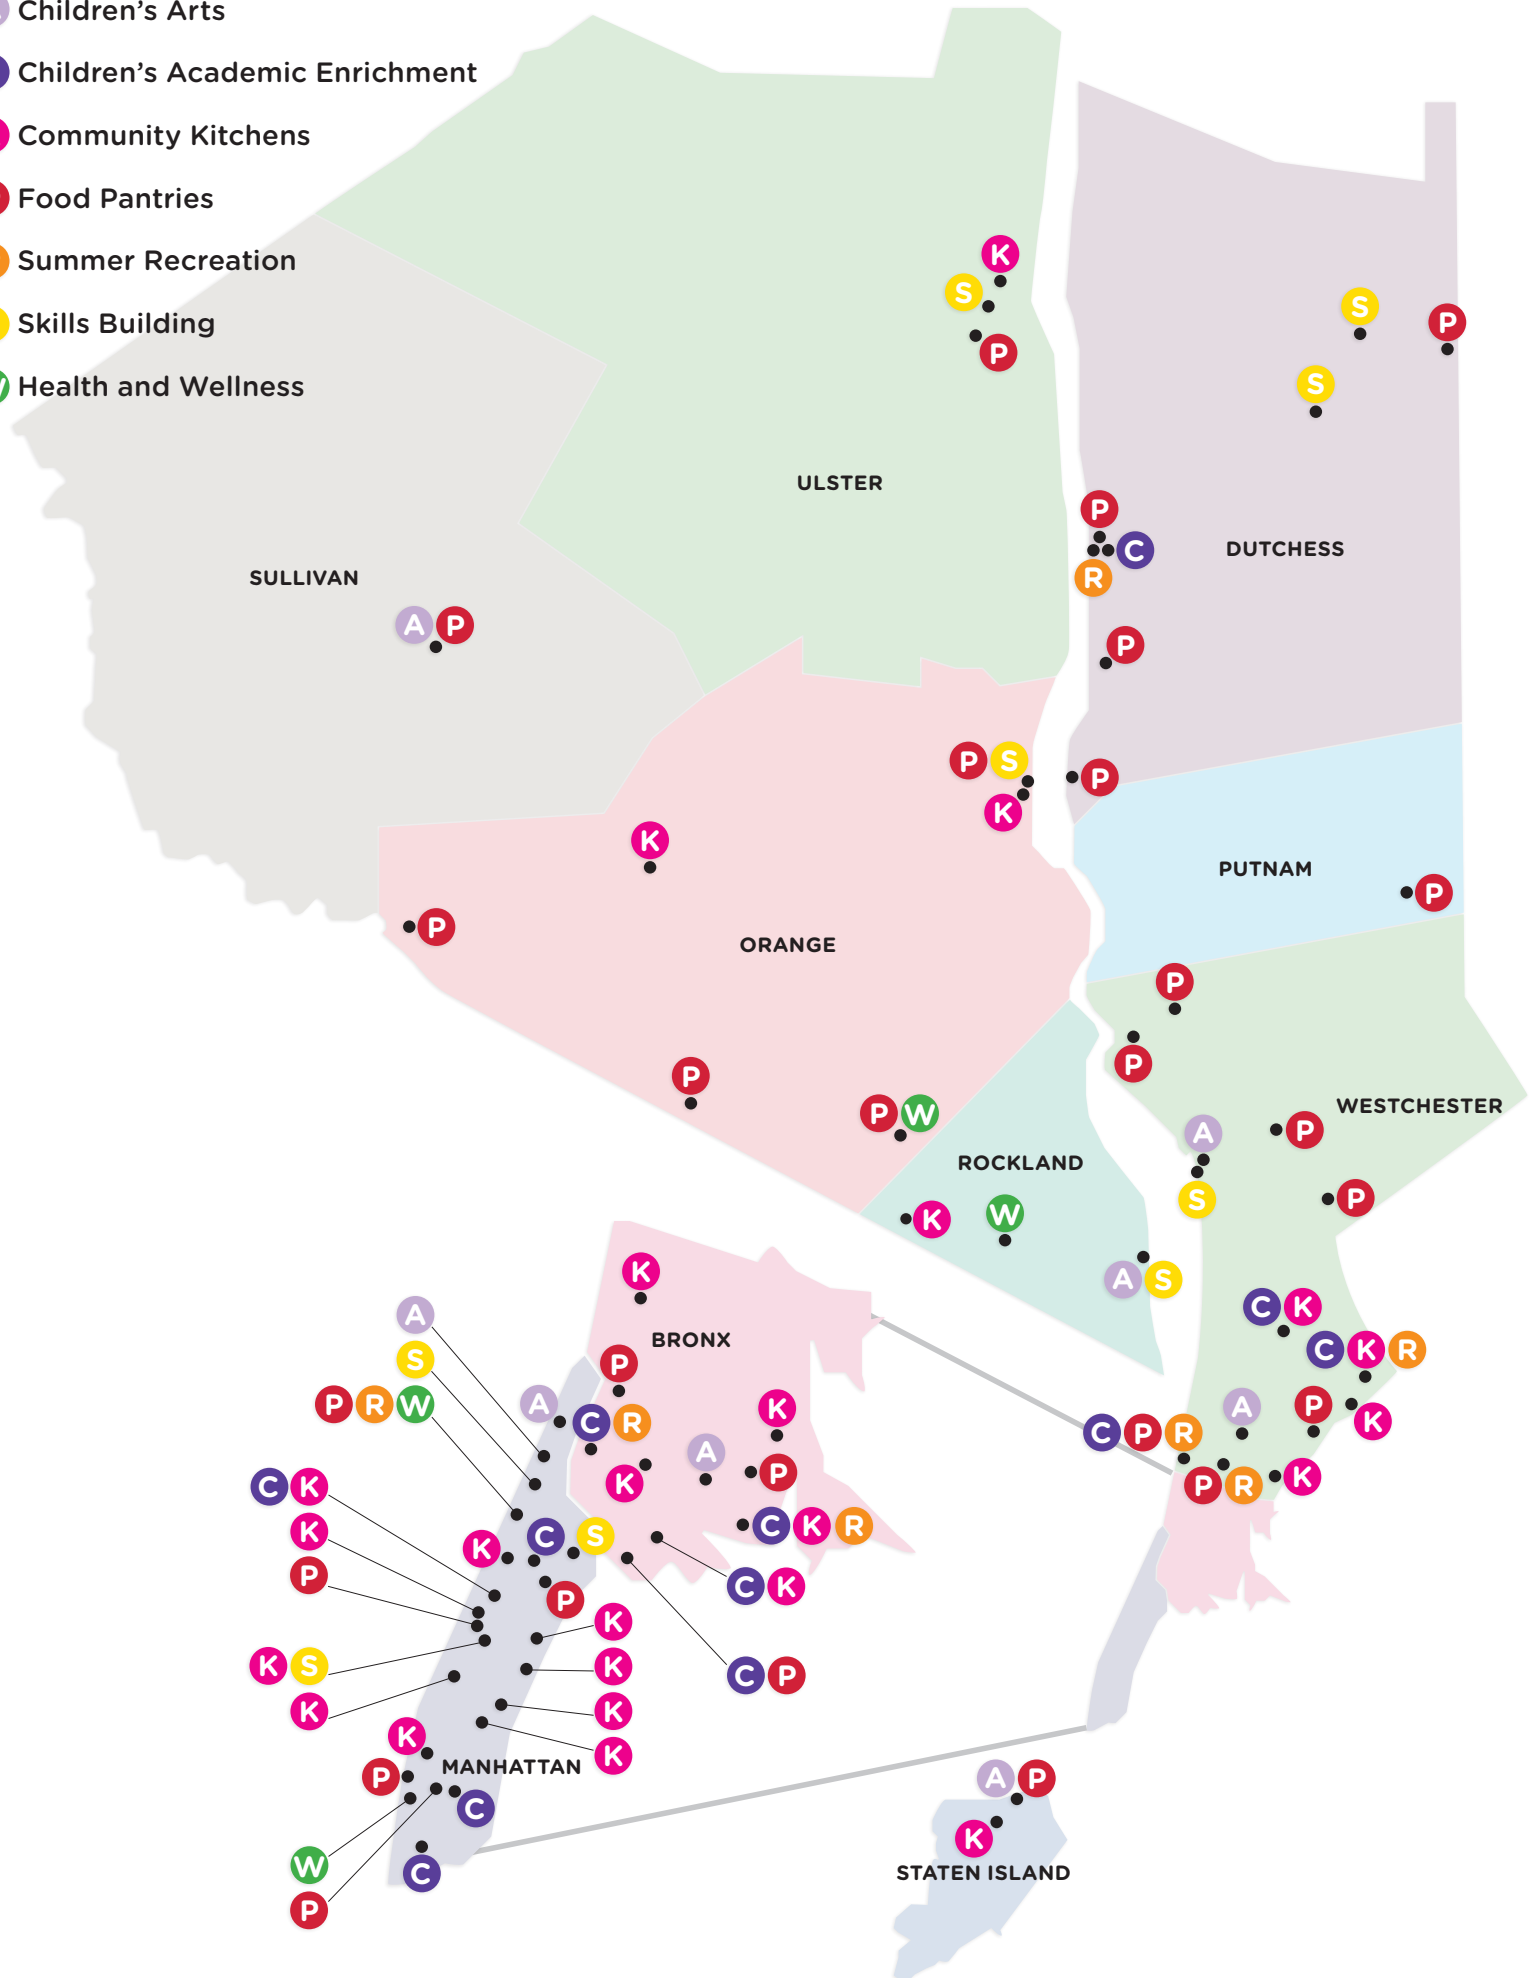 Children's Arts
Children's Academic Enrichment
Community Kitchens
Food Pantries
Summer Recreation
Skills Building
W Health and Wellness
K
S
P
S
P
S
ULSTER
P
C
R
DUTCHESS
SULLIVAN
A P
P
P S
K
P
K
PUTNAM
P
P
ORANGE
P
P
P
WESTCHESTER
P W
A
P
ROCKLAND
S
P
K
W
A S
K
BRONX
A
S
P R W
P
A
C R
K
K
A
P
C K R
C K
C P
C K
C K R
A
P
K
C P R
P R
K
C K
K
P
K S
K
K
C
S
P
K
K
K
K
K
P
MANHATTAN
C
W
C
P
A P
K
STATEN ISLAND